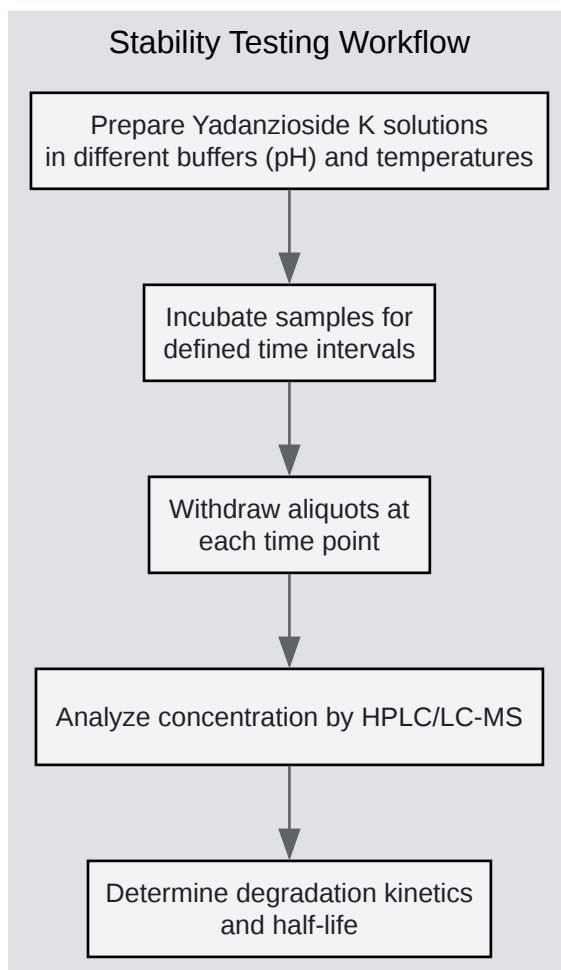 Stability Testing Workflow
Prepare Yadanzioside K solutions
in different buffers (pH) and temperatures
Incubate samples for
defined time intervals
Withdraw aliquots at
each time point
Analyze concentration by HPLC/LC-MS
Determine degradation kinetics
and half-life